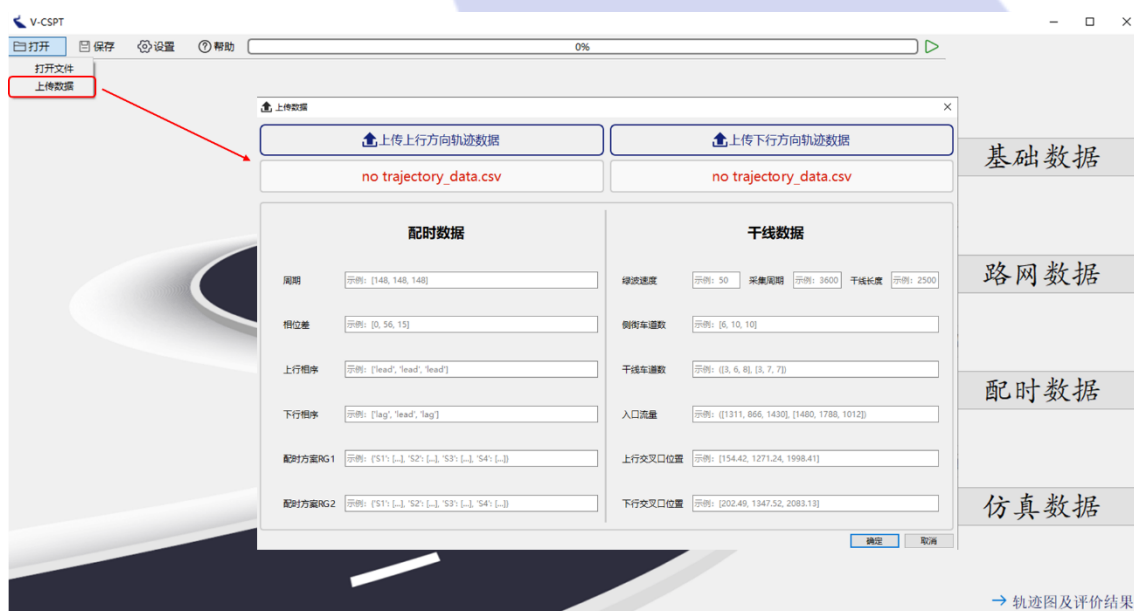 V-CSPT
打开 保存 设置 帮助 0%
打开文件
上传数据
上传数据
上传上行方向轨迹数据 上传下行方向轨迹数据
no trajectory_data.csv no trajectory_data.csv
配时数据 干线数据
周期 示例: [148, 148, 148] 绿波速度 示例: 50 采集周期 示例: 3600 干线长度 示例: 2500
相位差 示例: [0, 56, 15] 侧街车道数 示例: [6, 10, 10]
上行相序 示例: ['lead', 'lead', 'lead'] 干线车道数 示例: ([3, 6, 8], [3, 7, 7])
下行相序 示例: ['lag', 'lead', 'lag'] 入口流量 示例: ([1311, 866, 1430], [1480, 1788, 1012])
配时方案RG1 示例: {'S1': [...], 'S2': [...], 'S3': [...], 'S4': [...]} 上行交叉口位置 示例: [154.42, 1271.24, 1998.41]
配时方案RG2 示例: {'S1': [...], 'S2': [...], 'S3': [...], 'S4': [...]} 下行交叉口位置 示例: [202.49, 1347.52, 2083.13]
确定 取消
基础数据
路网数据
配时数据
仿真数据
→ 轨迹图及评价结果